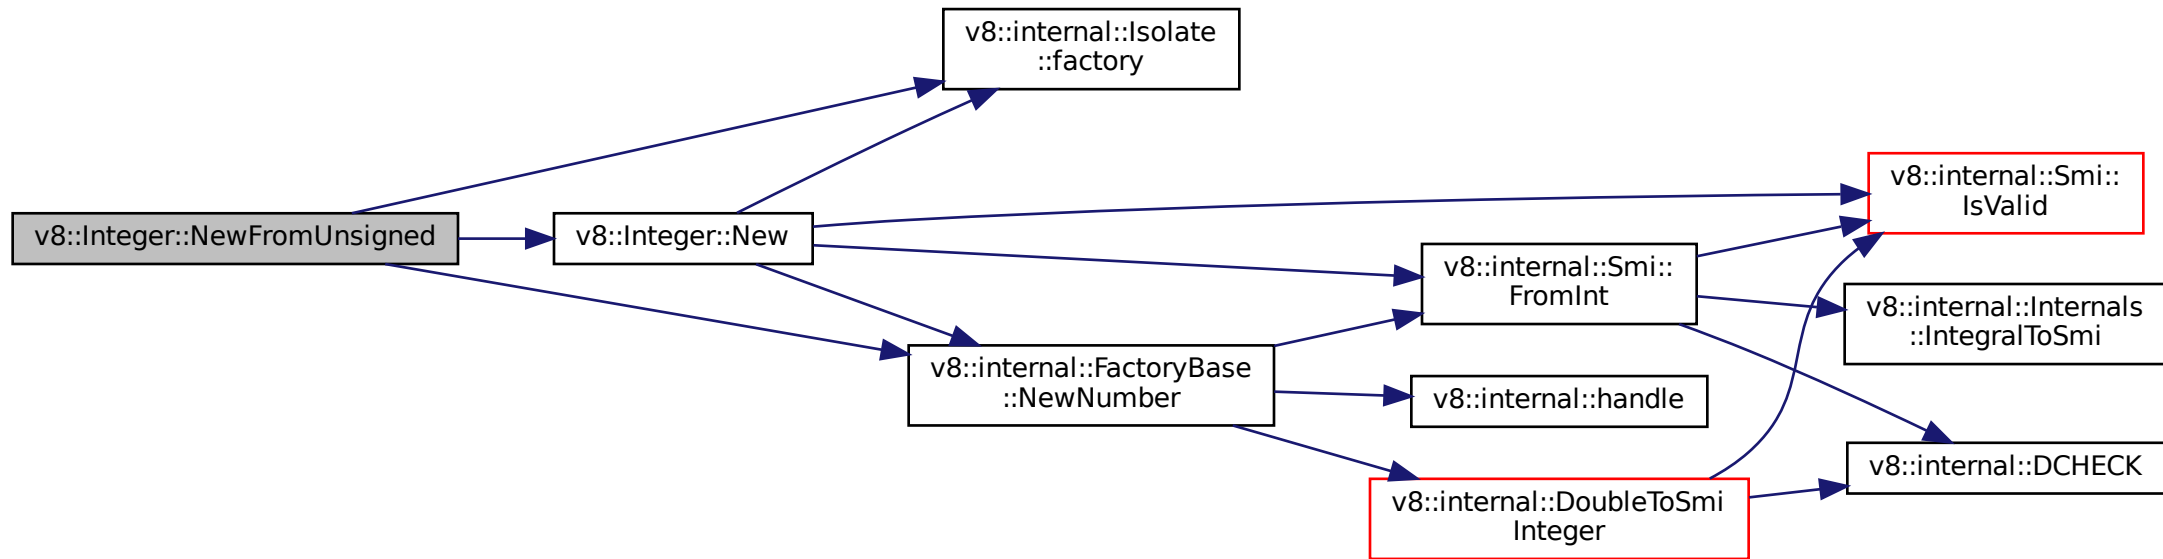 v8::internal::Isolate
::factory
v8::internal::Smi::
IsValid
v8::Integer::NewFromUnsigned
v8::Integer::New
v8::internal::Smi::
FromInt
v8::internal::Internals
::IntegralToSmi
v8::internal::FactoryBase
::NewNumber
v8::internal::handle
v8::internal::DCHECK
v8::internal::DoubleToSmi
Integer